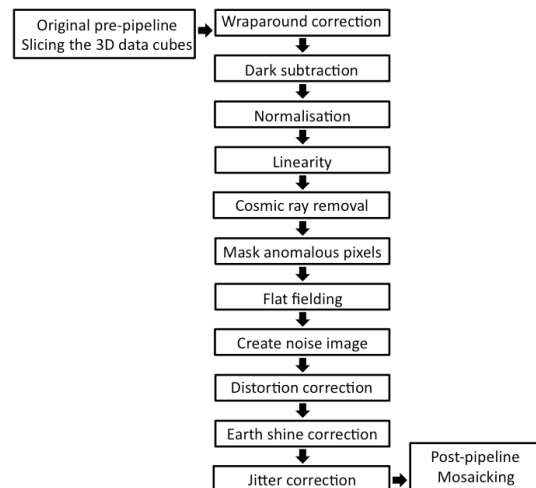 Original pre-pipeline
Slicing the 3D data cubes
Wraparound correction
Dark subtraction
Normalisation
Linearity
Cosmic ray removal
Mask anomalous pixels
Flat fielding
Create noise image
Distortion correction
Earth shine correction
Jitter correction
Post-pipeline
Mosaicking